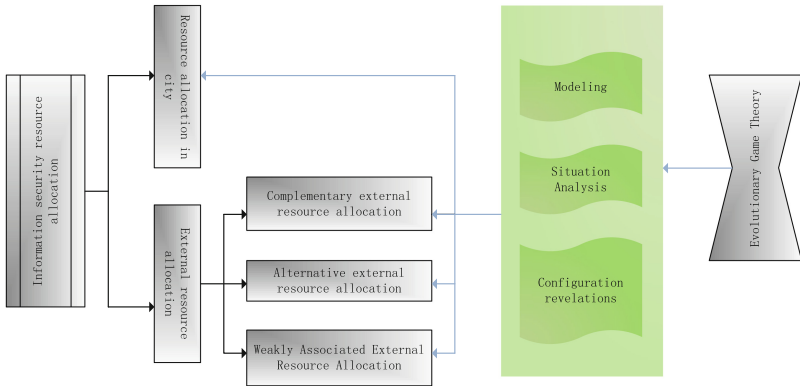 Information security resource
allocation
Resource allocation in
city
External resource
allocation
Complementary external
resource allocation
Alternative external
resource allocation
Weakly Associated External
Resource Allocation
Modeling
Situation
Analysis
Configuration
revelations
Evolutionary Game Theory